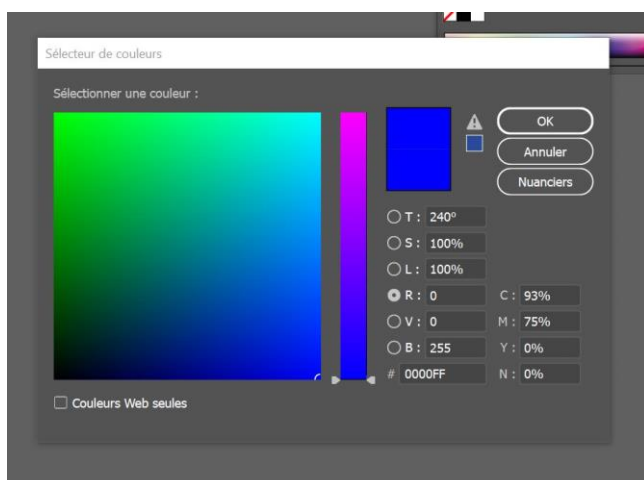 Sélecteur de couleurs
Sélectionner une couleur :
OK
Annuler
Nuanciers
T : 240°
S : 100%
L : 100%
R : 0 C : 93%
V : 0 M : 75%
B : 255 Y : 0%
# 0000FF N : 0%
Couleurs Web seules